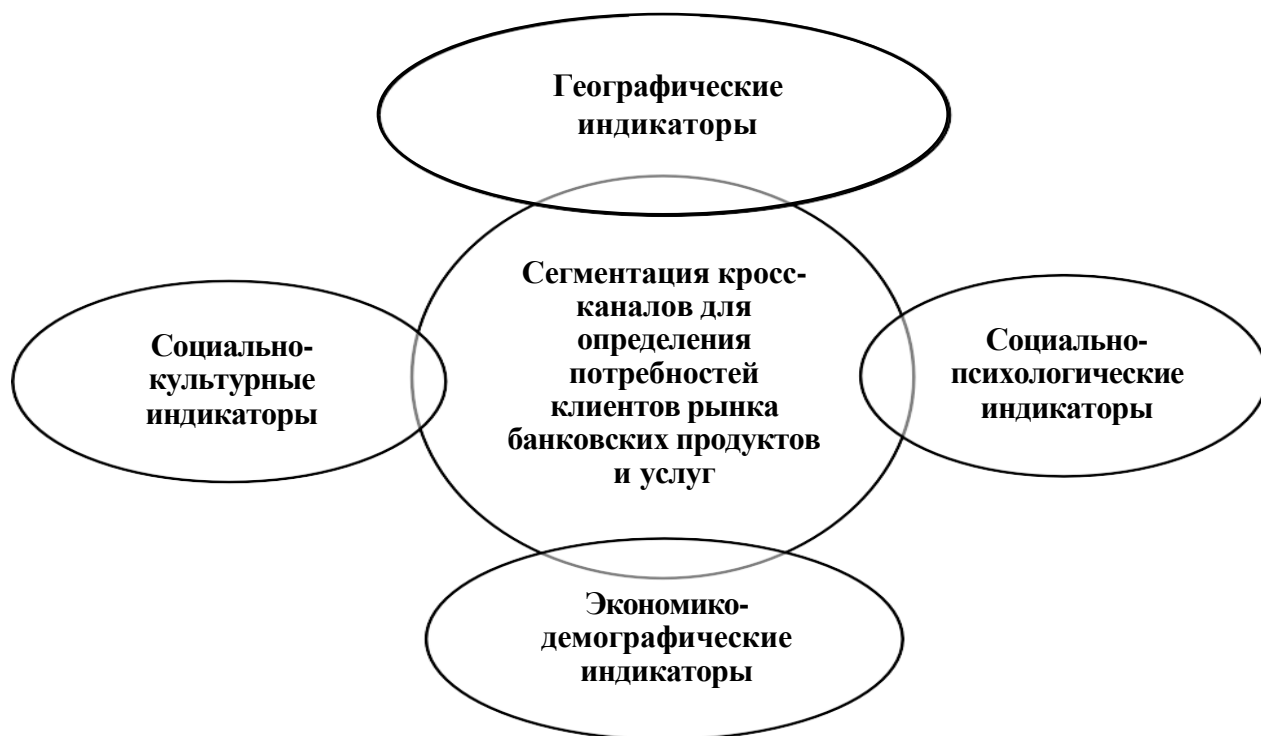 Географические
индикаторы
Сегментация кросс-
каналов для
определения
потребностей
клиентов рынка
банковских продуктов
и услуг
Социально-
культурные
индикаторы
Социально-
психологические
индикаторы
Экономико-
демографические
индикаторы